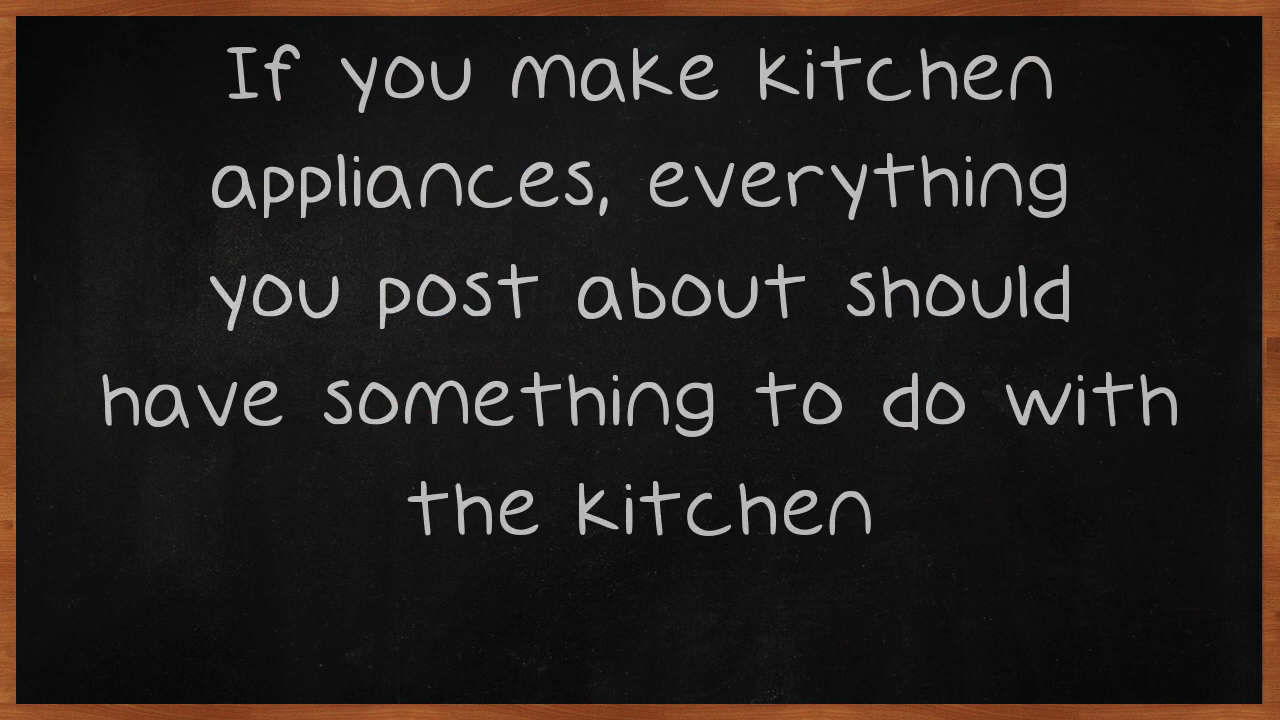 If you make kitchen
appliances, everything
you post about should
have something to do with
the kitchen